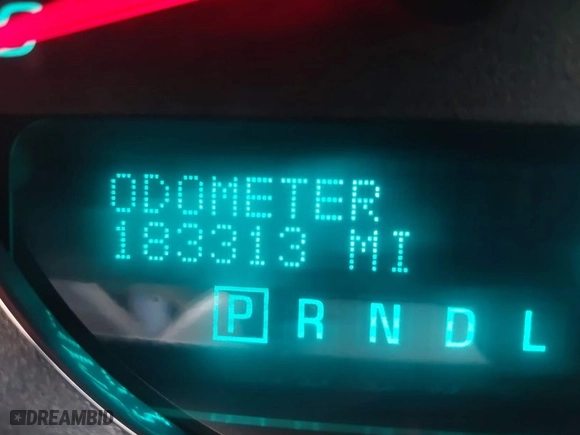 ODOMETER
183313 MI
P R N D L
DREAMBID